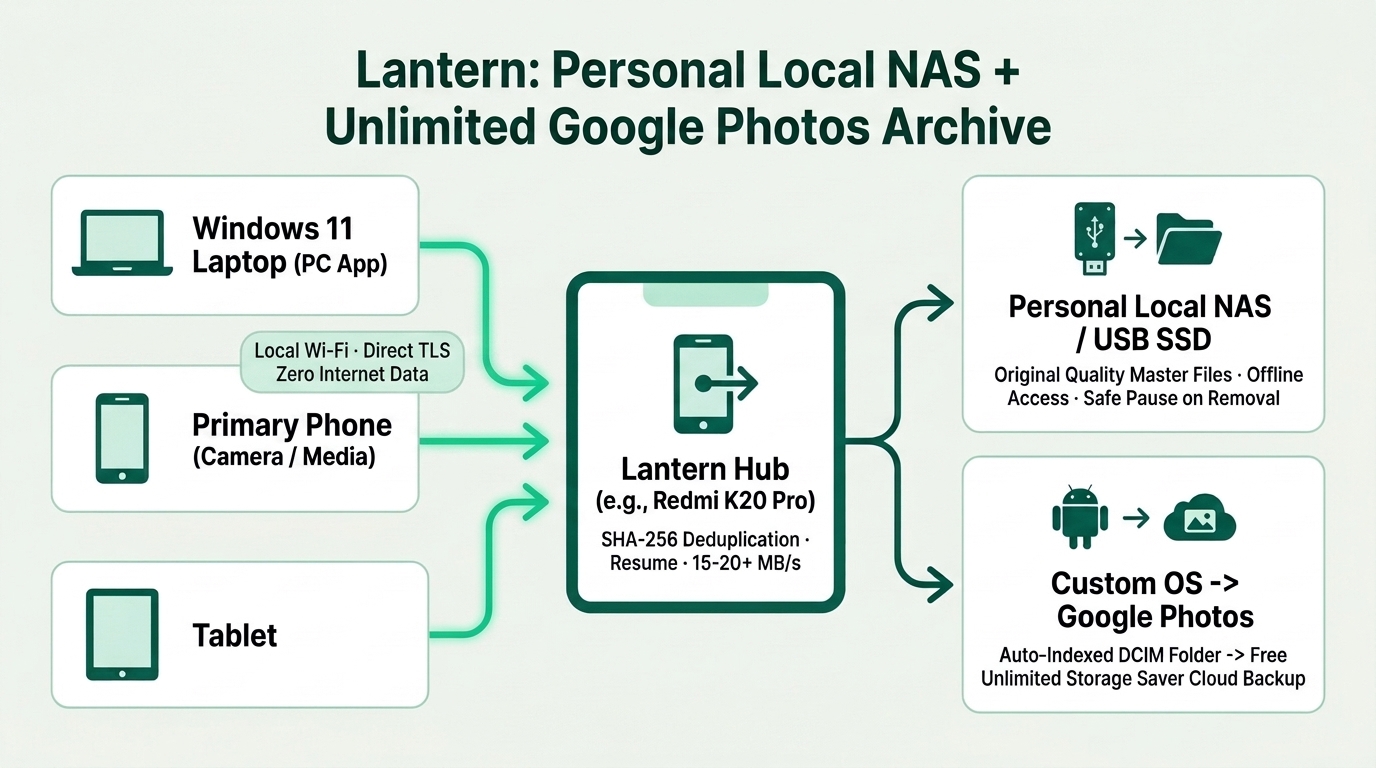 Lantern: Personal Local NAS +
Unlimited Google Photos Archive
Windows 11
Laptop (PC App)
Local Wi-Fi · Direct TLS
Zero Internet Data
Primary Phone
(Camera / Media)
Tablet
Lantern Hub
(e.g., Redmi K20 Pro)
SHA-256 Deduplication ·
Resume · 15-20+ MB/s
Personal Local NAS
/ USB SSD
Original Quality Master Files · Offline
Access · Safe Pause on Removal
Custom OS ->
Google Photos
Auto-Indexed DCIM Folder -> Free
Unlimited Storage Saver Cloud Backup